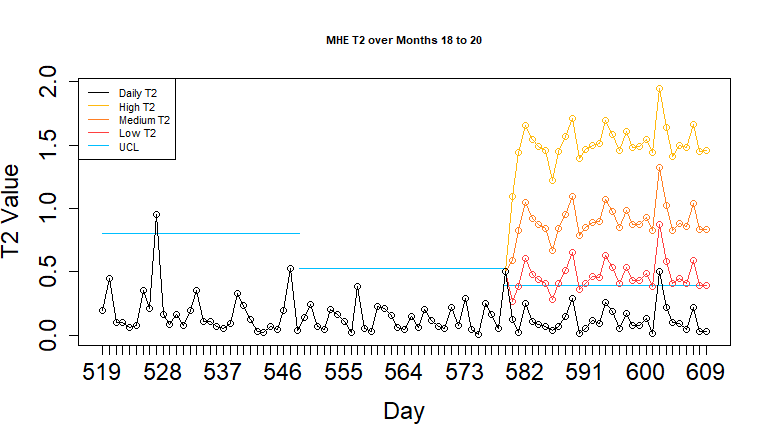 MHE T2 over Months 18 to 20
2.0
1.5
1.0
0.5
0.0
T2 Value
Daily T2
High T2
Medium T2
Low T2
UCL
519 528 537 546 555 564 573 582 591 600 609
Day